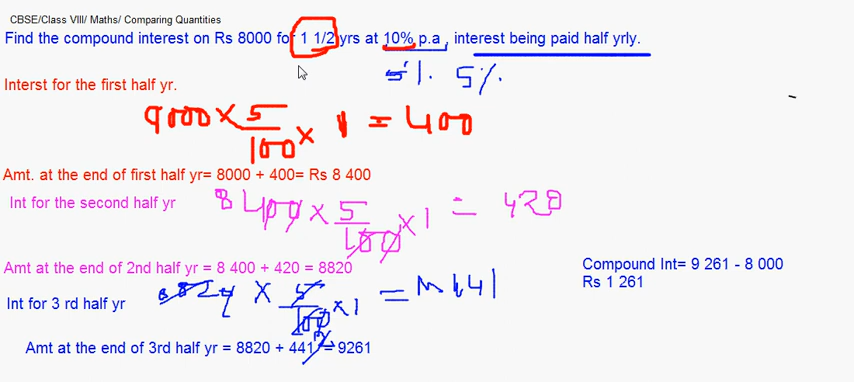 CBSE/Class VIII/ Maths/ Comparing Quantities
Find the compound interest on Rs 8000 for 1 1/2 yrs at 10% p.a , interest being paid half yrly.
5%. 5%.
Interst for the first half yr.
8000 × 5/100 × 1 = 400
Amt. at the end of first half yr= 8000 + 400= Rs 8 400
Int for the second half yr 8400 × 5/100 × 1 = 420
Amt at the end of 2nd half yr = 8 400 + 420 = 8820
Compound Int= 9 261 - 8 000
Rs 1 261
Int for 3 rd half yr × 5/100 × 1 = 441
Amt at the end of 3rd half yr = 8820 + 441 = 9261